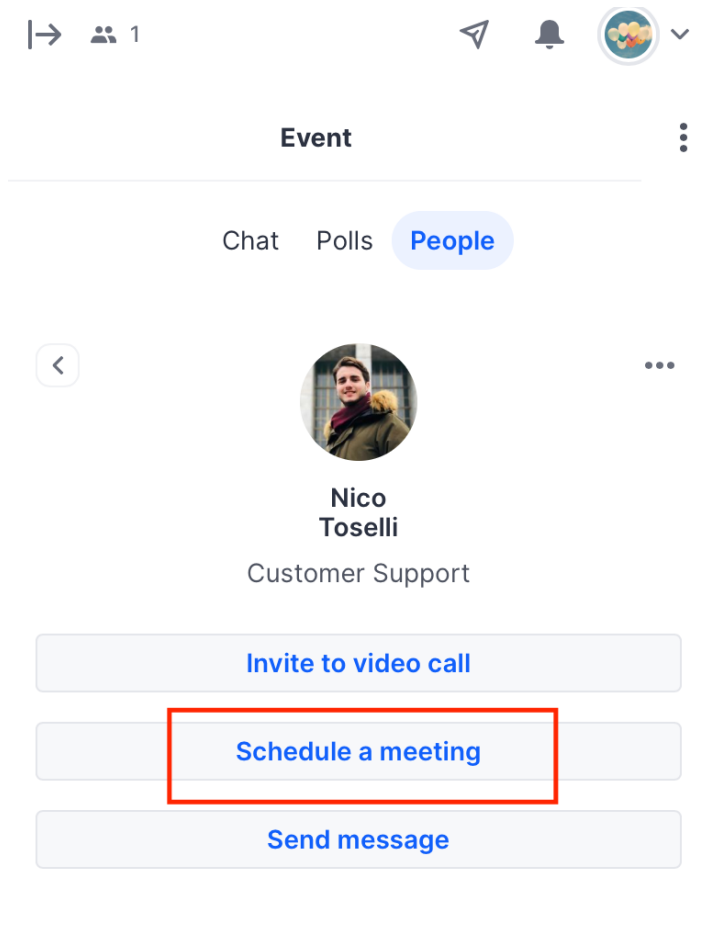 1
Event
Chat Polls People
Nico
Toselli
Customer Support
Invite to video call
Schedule a meeting
Send message